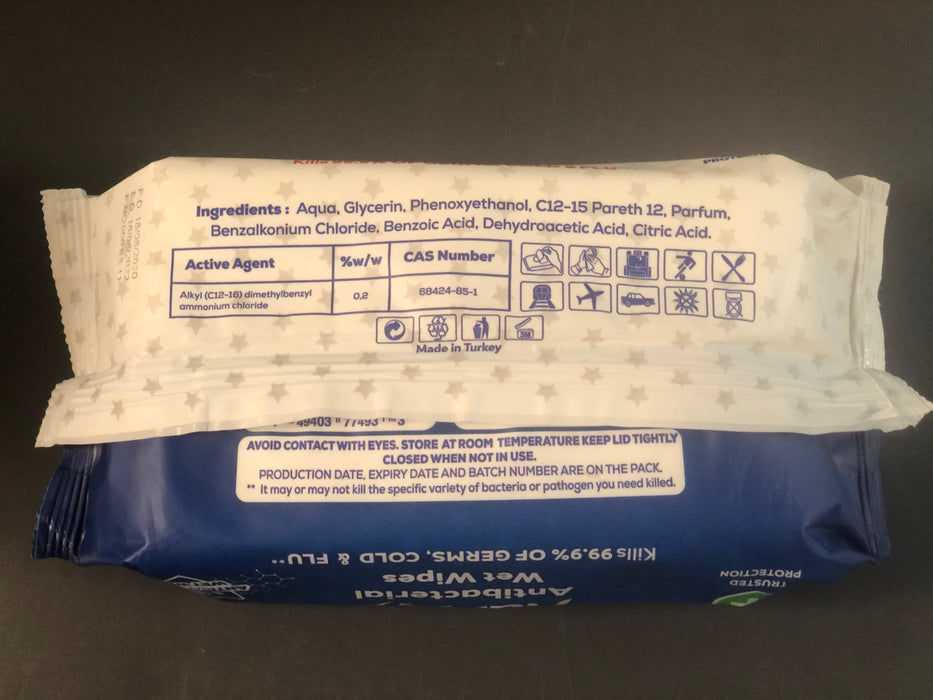 Ingredients : Aqua, Glycerin, Phenoxyethanol, C12-15 Pareth 12, Parfum,
Benzalkonium Chloride, Benzoic Acid, Dehydroacetic Acid, Citric Acid.
Active Agent %w/w CAS Number
Alkyl (C12-16) dimethylbenzyl
ammonium chloride 0,2 68424-85-1
Made in Turkey
AVOID CONTACT WITH EYES. STORE AT ROOM TEMPERATURE KEEP LID TIGHTLY
CLOSED WHEN NOT IN USE.
PRODUCTION DATE, EXPIRY DATE AND BATCH NUMBER ARE ON THE PACK.
** It may or may not kill the specific variety of bacteria or pathogen you need killed.
Kills 99.9% OF GERMS, COLD & FLU**
Wet Wipes
Antibacterial
TRUSTED
PROTECTION